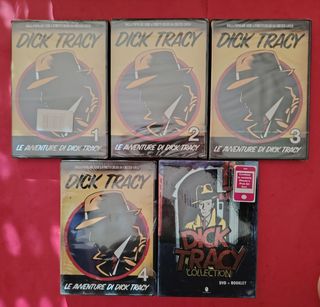 DICK TRACY
1
LE AVVENTURE DI DICK TRACY
DICK TRACY
2
LE AVVENTURE DI DICK TRACY
DICK TRACY
3
LE AVVENTURE DI DICK TRACY
DICK TRACY
4
LE AVVENTURE DI DICK TRACY
DICK
TRACY
COLLECTION
DVD + BOOKLET